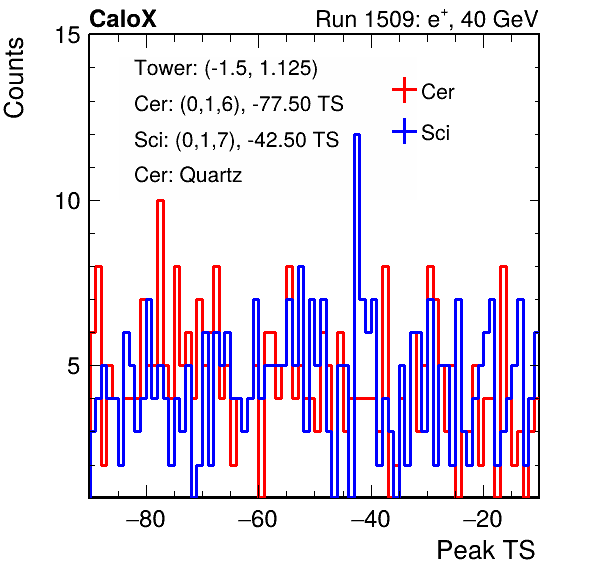 CaloX Run 1509: e⁺, 40 GeV
Counts
15
Tower: (-1.5, 1.125)
Cer: (0,1,6), -77.50 TS
Sci: (0,1,7), -42.50 TS
Cer: Quartz
Cer
Sci
10
5
−80 −60 −40 −20
Peak TS